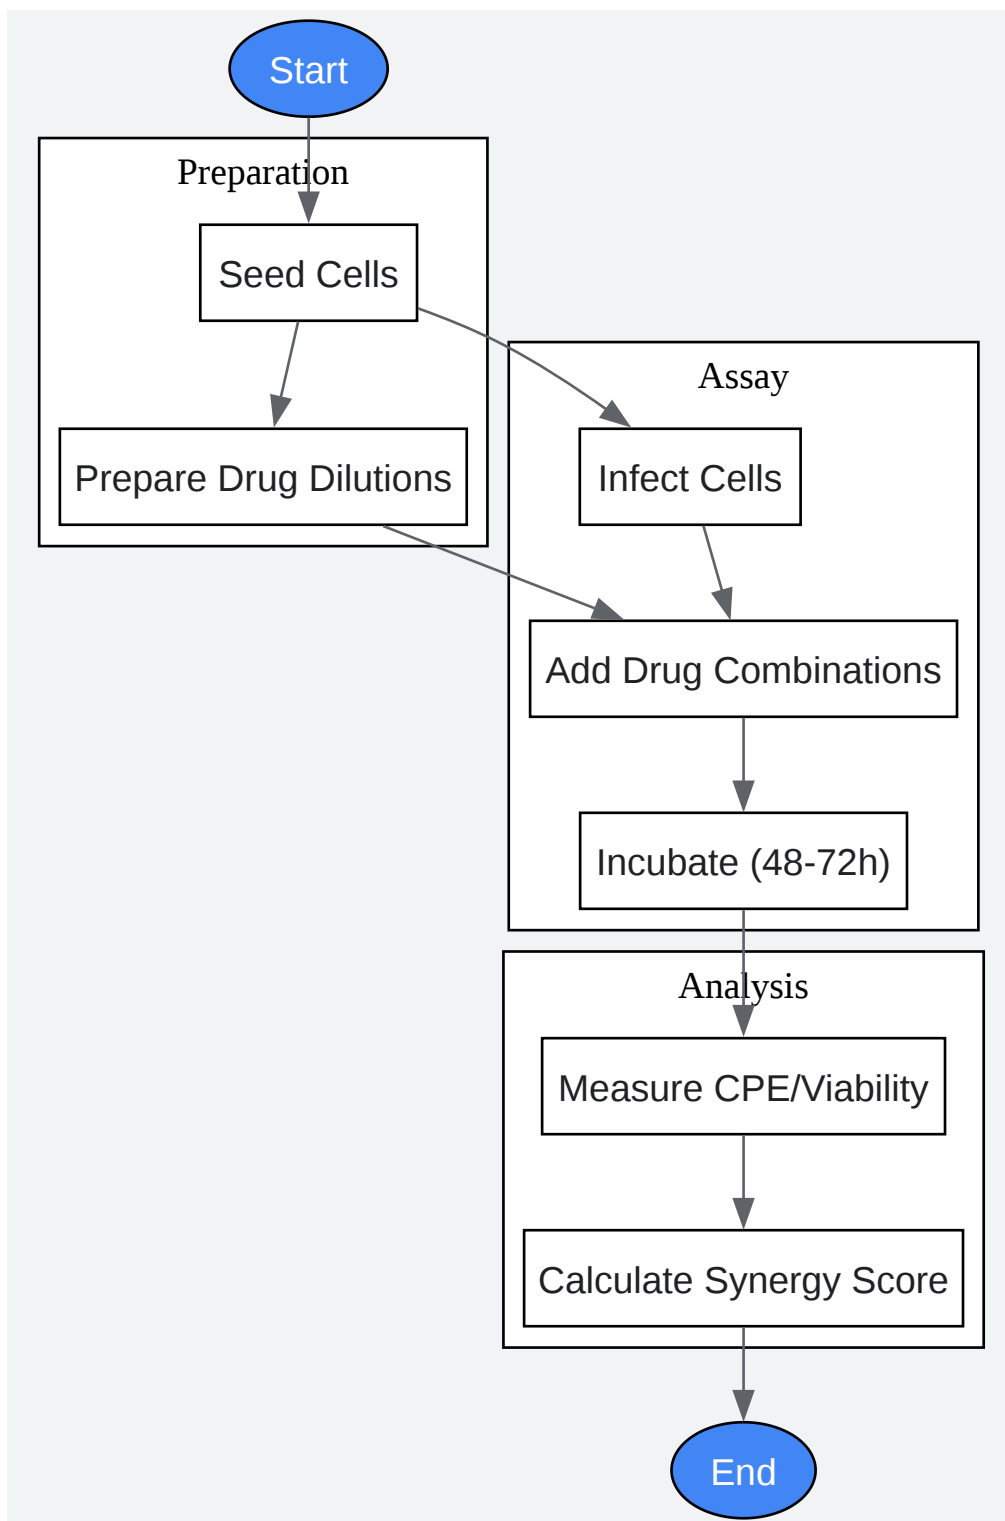 Start
Preparation
Seed Cells
Assay
Prepare Drug Dilutions
Infect Cells
Add Drug Combinations
Incubate (48-72h)
Analysis
Measure CPE/Viability
Calculate Synergy Score
End